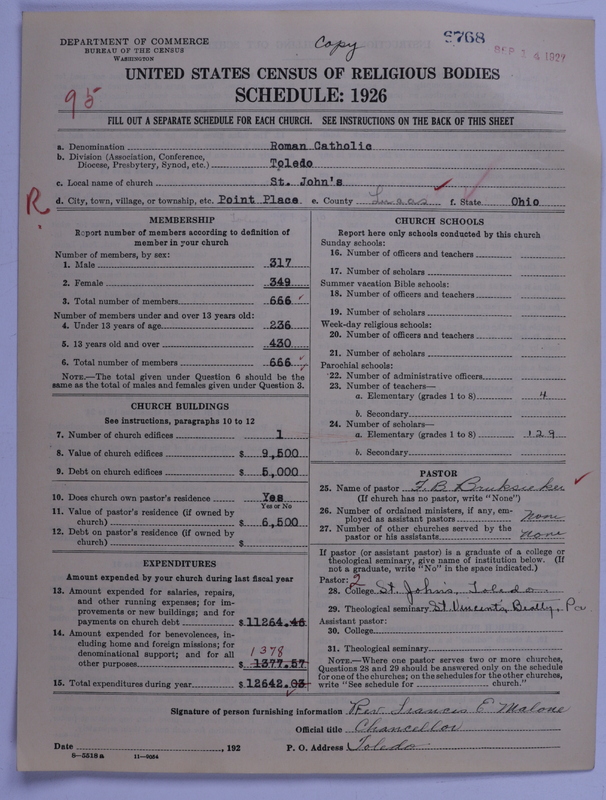 DEPARTMENT OF COMMERCE
BUREAU OF THE CENSUS
WASHINGTON
Copy
8768
SEP 14 1927
UNITED STATES CENSUS OF RELIGIOUS BODIES
SCHEDULE: 1926
95
FILL OUT A SEPARATE SCHEDULE FOR EACH CHURCH. SEE INSTRUCTIONS ON THE BACK OF THIS SHEET
a. Denomination Roman Catholic
b. Division (Association, Conference,
Diocese, Presbytery, Synod, etc.) Toledo
c. Local name of church St. John's
R. d. City, town, village, or township, etc. Point Place e. County Lucas f. State Ohio
MEMBERSHIP
Report number of members according to definition of
member in your church
Number of members, by sex:
1. Male 317
2. Female 349
3. Total number of members 666
Number of members under and over 13 years old:
4. Under 13 years of age 236
5. 13 years old and over 430
6. Total number of members 666
NOTE.—The total given under Question 6 should be the
same as the total of males and females given under Question 3.
CHURCH BUILDINGS
See instructions, paragraphs 10 to 12
7. Number of church edifices 1
8. Value of church edifices $ 9,500
9. Debt on church edifices $ 5,000
10. Does church own pastor's residence Yes
Yes or No
11. Value of pastor's residence (if owned by
church) $ 6,500
12. Debt on pastor's residence (if owned by
church) $
EXPENDITURES
Amount expended by your church during last fiscal year
13. Amount expended for salaries, repairs,
and other running expenses; for im-
provements or new buildings; and for
payments on church debt $ 11264.46
14. Amount expended for benevolences, in-
cluding home and foreign missions; for
denominational support; and for all 1378
other purposes $ 1377.57
15. Total expenditures during year $ 12642.03
CHURCH SCHOOLS
Report here only schools conducted by this church
Sunday schools:
16. Number of officers and teachers
17. Number of scholars
Summer vacation Bible schools:
18. Number of officers and teachers
19. Number of scholars
Week-day religious schools:
20. Number of officers and teachers
21. Number of scholars
Parochial schools:
22. Number of administrative officers
23. Number of teachers—
a. Elementary (grades 1 to 8) 4
b. Secondary
24. Number of scholars—
a. Elementary (grades 1 to 8) 129
b. Secondary
PASTOR
25. Name of pastor F. B.
(If church has no pastor, write "None")
26. Number of ordained ministers, if any, em-
ployed as assistant pastors None
27. Number of other churches served by the
pastor or his assistants None
If pastor (or assistant pastor) is a graduate of a college or
theological seminary, give name of institution below. (If
not a graduate, write "No" in the space indicated.)
Pastor: 2
28. College St. John's, Toledo
29. Theological seminary St Vincent's, Beatty, Pa
Assistant pastor:
30. College
31. Theological seminary
NOTE.—Where one pastor serves two or more churches,
Questions 28 and 29 should be answered only on the schedule
for one of the churches; on the schedules for the other churches,
write "See schedule for church."
Signature of person furnishing information Rev. Francis E Malone
Official title Chancellor
Date , 192 P. O. Address Toledo
8—5518a 11—9064